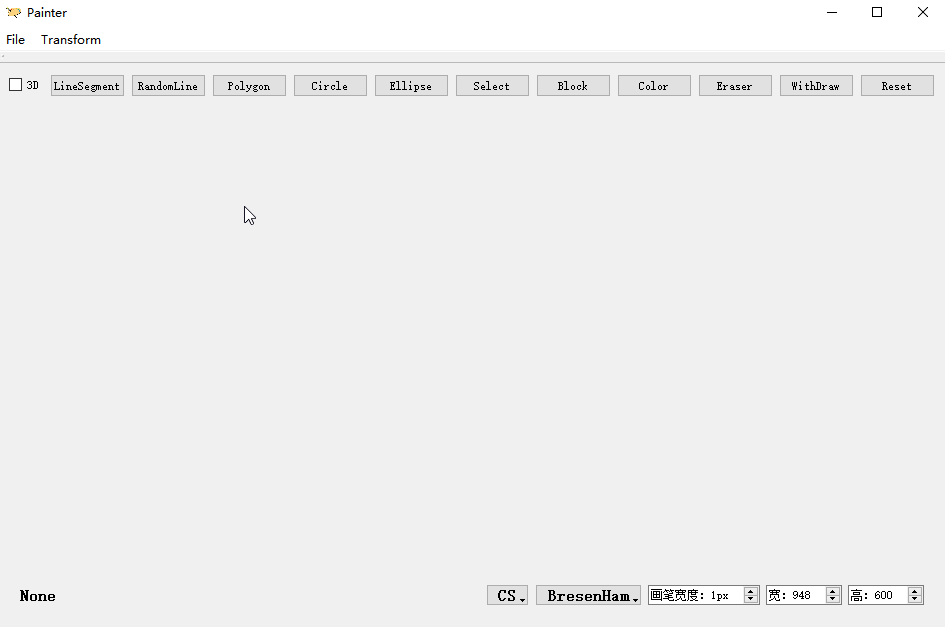 Painter
File Transform
3D LineSegment RandomLine Polygon Circle Ellipse Select Block Color Eraser WithDraw Reset
None CS BresenHam 画笔宽度: 1px 宽: 948 高: 600